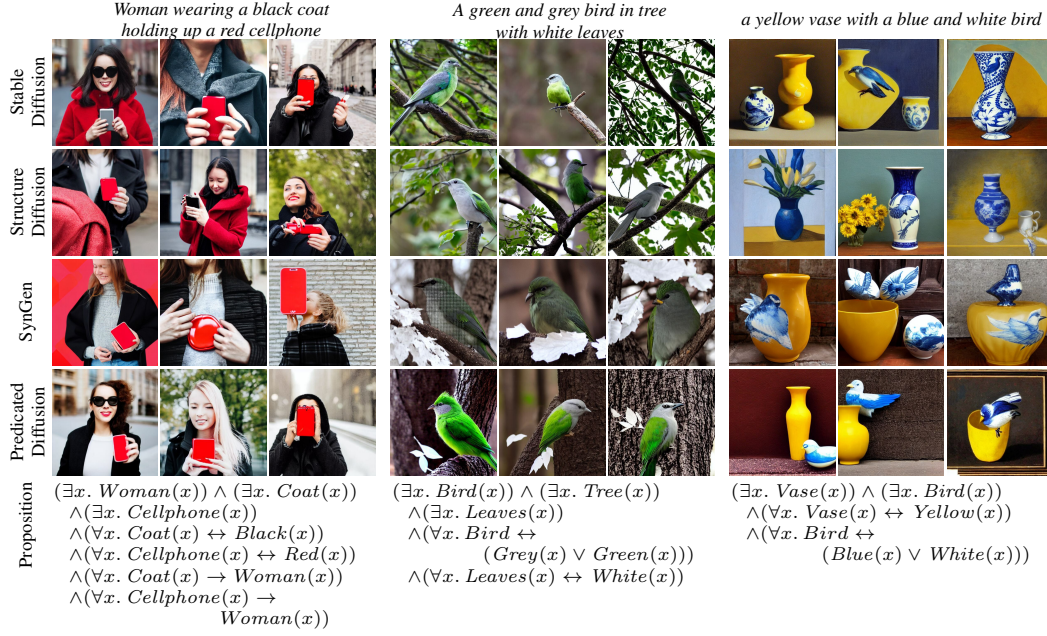 Woman wearing a black coat
holding up a red cellphone
A green and grey bird in tree
with white leaves
a yellow vase with a blue and white bird
Stable
Diffusion
Structure
Diffusion
SynGen
Predicated
Diffusion
Proposition
(∃x. Woman(x)) ∧ (∃x. Coat(x))
∧(∃x. Cellphone(x))
∧(∀x. Coat(x) ↔ Black(x))
∧(∀x. Cellphone(x) ↔ Red(x))
∧(∀x. Coat(x) → Woman(x))
∧(∀x. Cellphone(x) →
Woman(x))
(∃x. Bird(x)) ∧ (∃x. Tree(x))
∧(∃x. Leaves(x))
∧(∀x. Bird ↔
(Grey(x) ∨ Green(x)))
∧(∀x. Leaves(x) ↔ White(x))
(∃x. Vase(x)) ∧ (∃x. Bird(x))
∧(∀x. Vase(x) ↔ Yellow(x))
∧(∀x. Bird ↔
(Blue(x) ∨ White(x)))